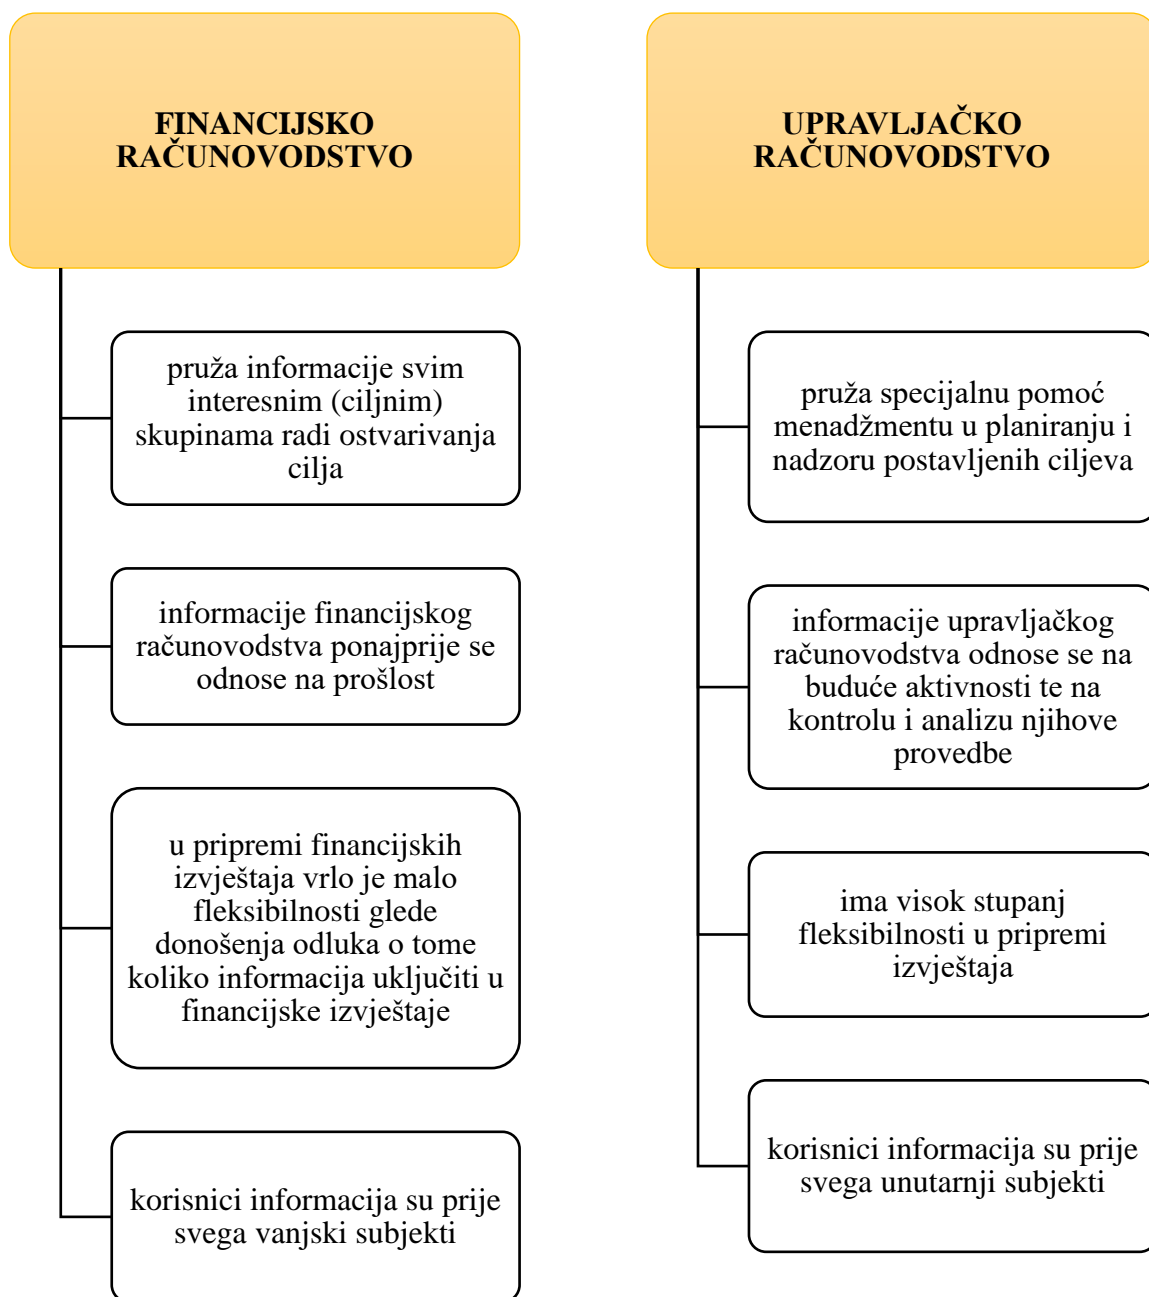 FINANCIJSKO
RAČUNOVODSTVO
pruža informacije svim
interesnim (ciljnim)
skupinama radi ostvarivanja
cilja
informacije financijskog
računovodstva ponajprije se
odnose na prošlost
u pripremi financijskih
izvještaja vrlo je malo
fleksibilnosti glede
donošenja odluka o tome
koliko informacija uključiti u
financijske izvještaje
korisnici informacija su prije
svega vanjski subjekti
UPRAVLJAČKO
RAČUNOVODSTVO
pruža specijalnu pomoć
menadžmentu u planiranju i
nadzoru postavljenih ciljeva
informacije upravljačkog
računovodstva odnose se na
buduće aktivnosti te na
kontrolu i analizu njihove
provedbe
ima visok stupanj
fleksibilnosti u pripremi
izvještaja
korisnici informacija su prije
svega unutarnji subjekti